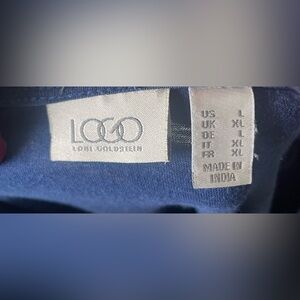 LOGO
LORI GOLDSTEIN
US L
UK XL
DE L
IT XL
FR XL
MADE IN
INDIA